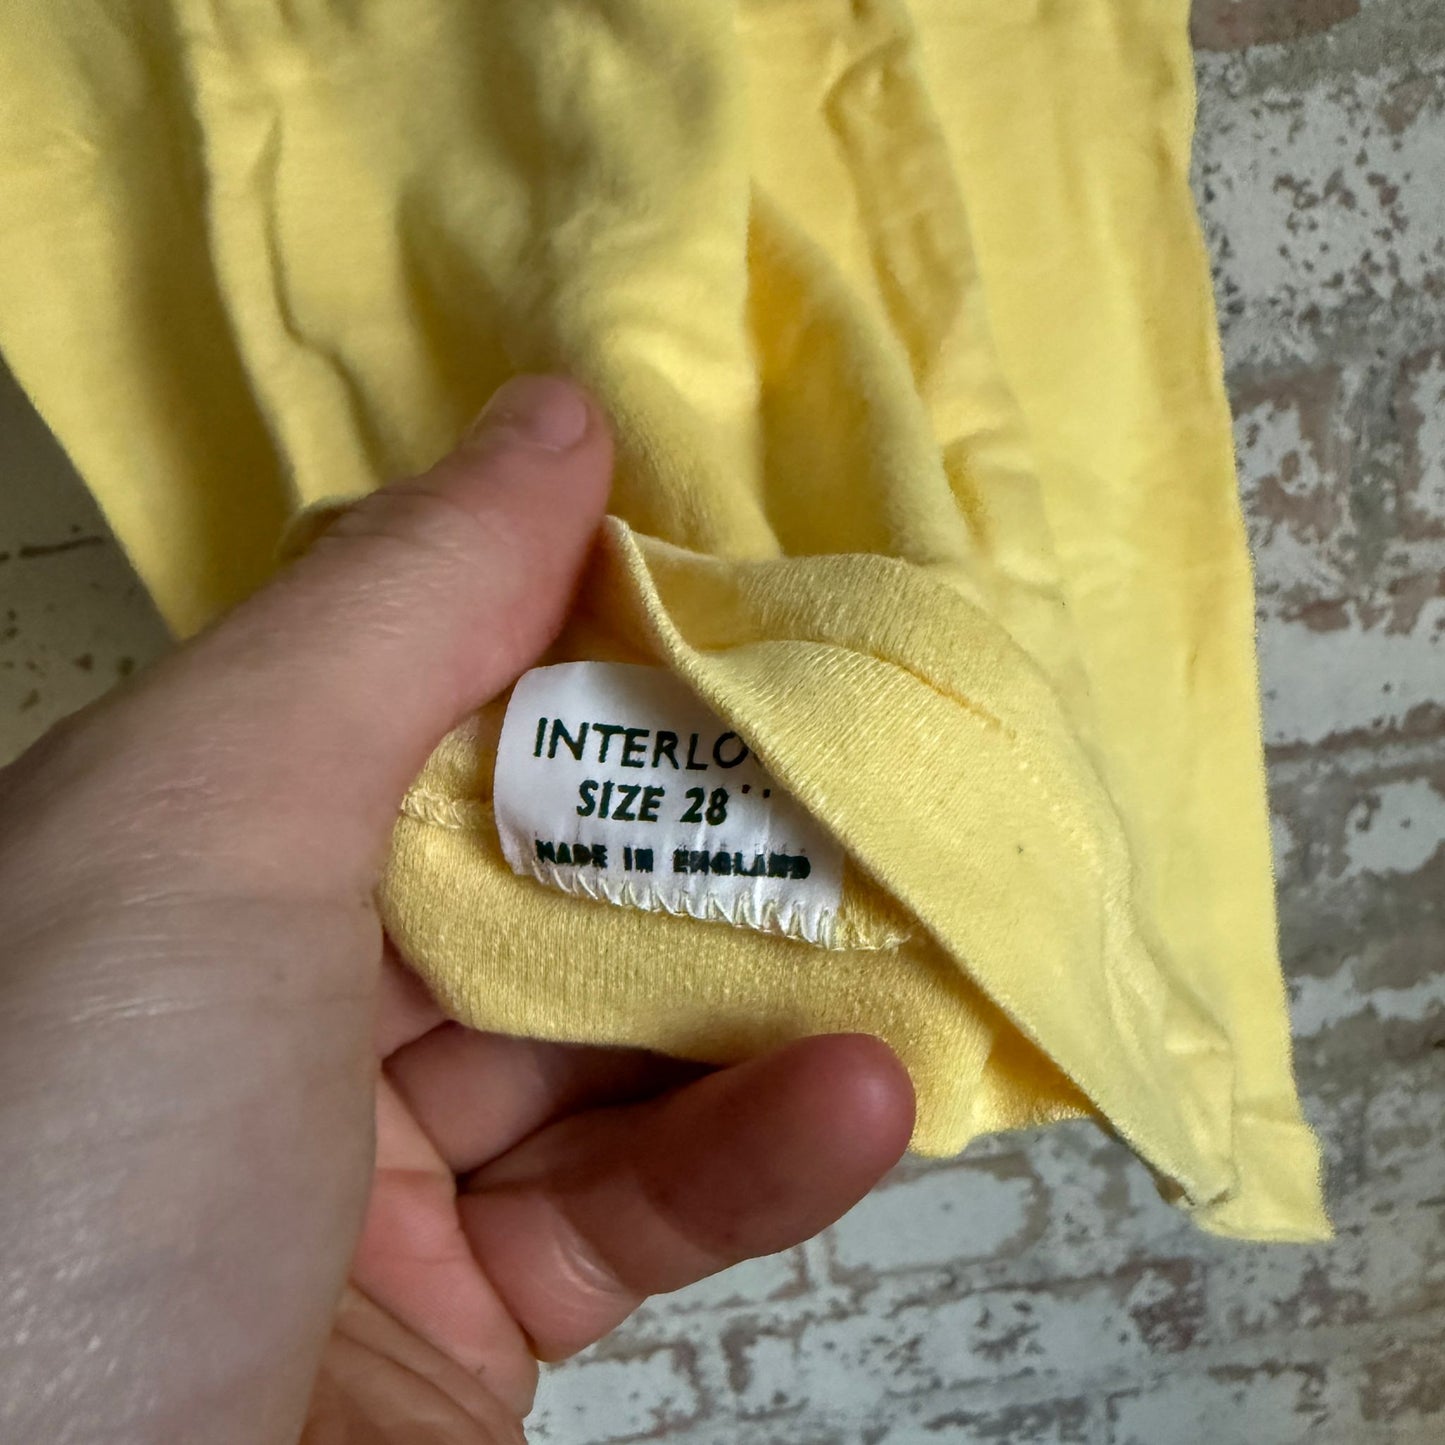 INTERLO
SIZE 28''
MADE IN ENGLAND